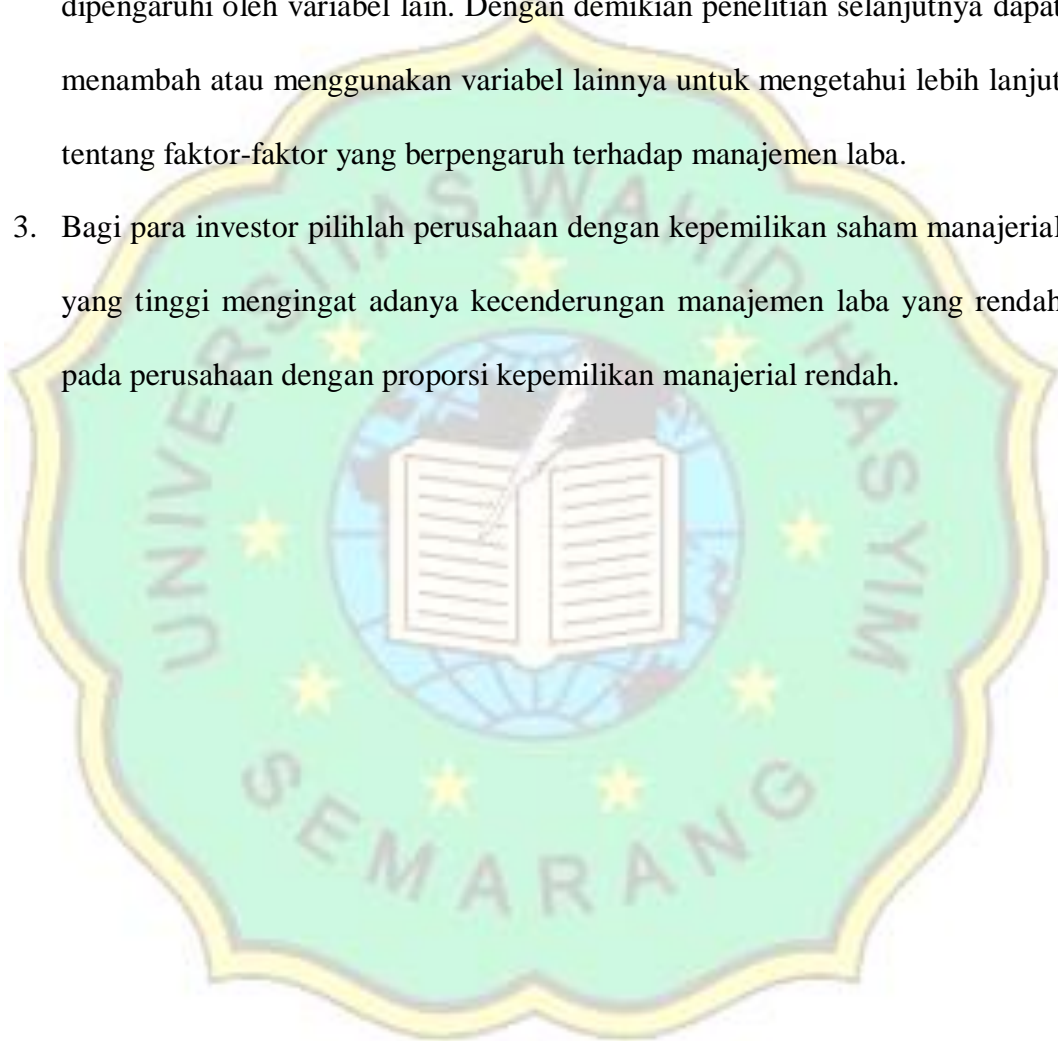 dipengaruhi oleh variabel lain. Dengan demikian penelitian selanjutnya dapat
menambah atau menggunakan variabel lainnya untuk mengetahui lebih lanjut
tentang faktor-faktor yang berpengaruh terhadap manajemen laba.
3. Bagi para investor pilihlah perusahaan dengan kepemilikan saham manajerial
yang tinggi mengingat adanya kecenderungan manajemen laba yang rendah
pada perusahaan dengan proporsi kepemilikan manajerial rendah.
UNIVERSITAS WAHID HASYIM
SEMARANG